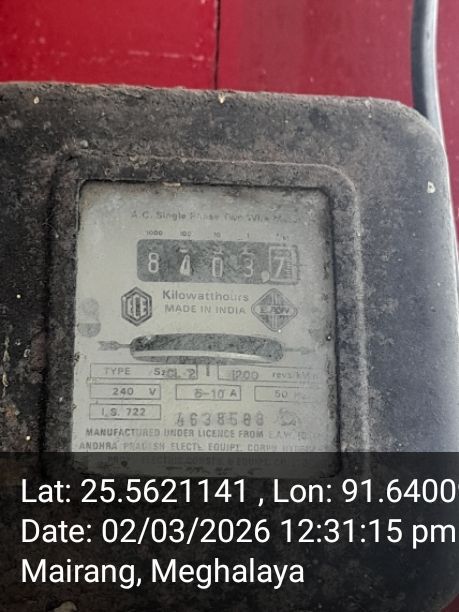 A.C. Single Phase Two Wire
1000 100 10 1
8 4 0 3 7
Kilowatthours
MADE IN INDIA
TYPE
1200 revs/kWh
240 V
5-10 A
50
I.S. 722
4638588
MANUFACTURED UNDER LICENCE FROM E.A.W.
ANDHRA PRADESH ELECTL. EQUIPT. CORPN
Lat: 25.5621141 , Lon: 91.6400
Date: 02/03/2026 12:31:15 pm
Mairang, Meghalaya